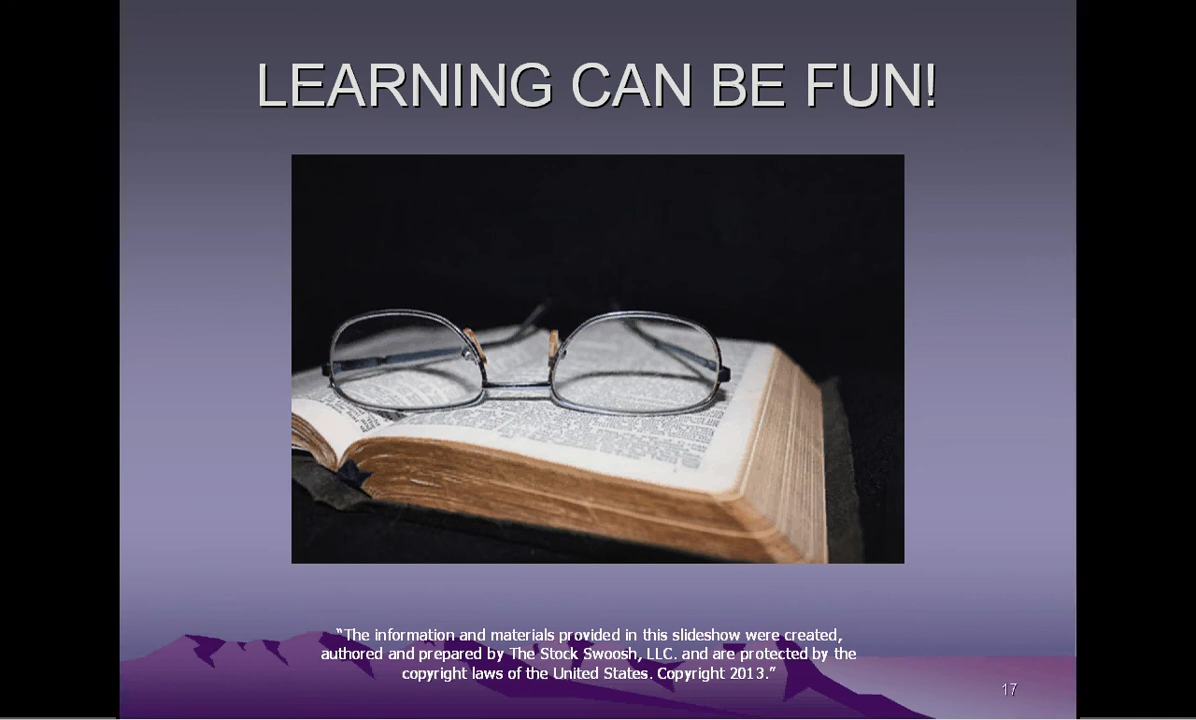 LEARNING CAN BE FUN!
“The information and materials provided in this slideshow were created,
authored and prepared by The Stock Swoosh, LLC. and are protected by the
copyright laws of the United States. Copyright 2013.”
17